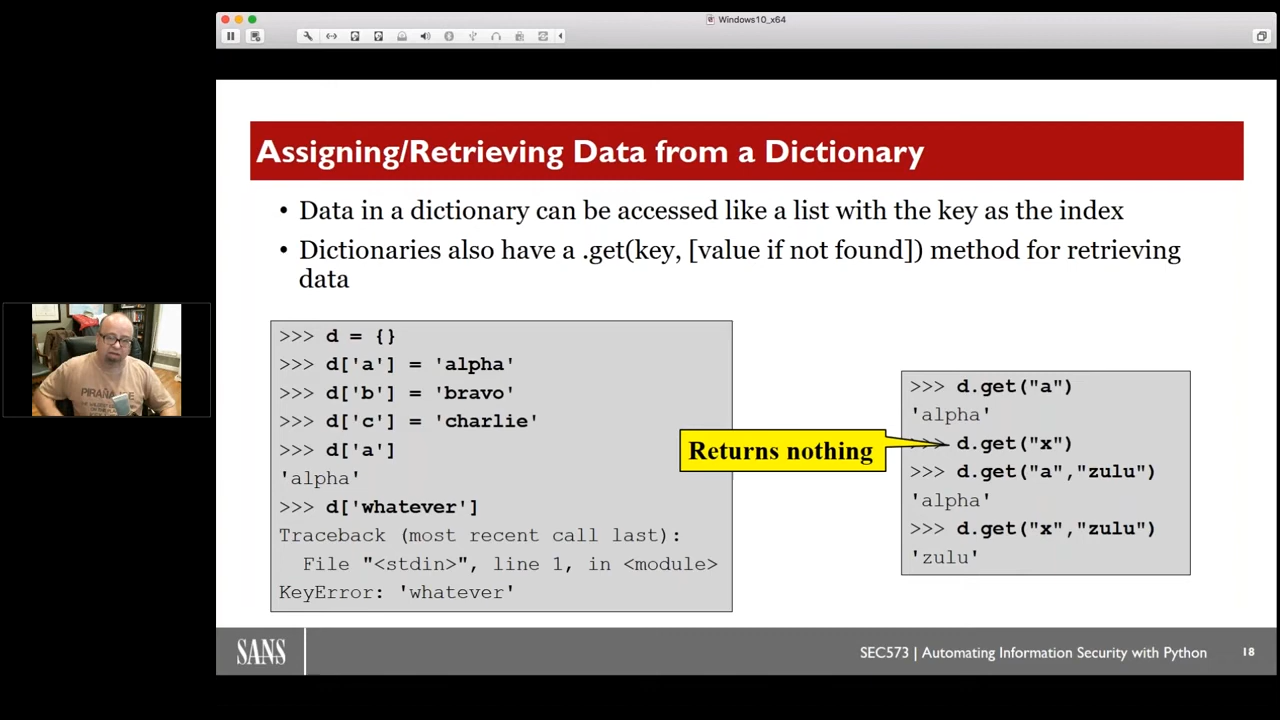 Windows10_x64
Assigning/Retrieving Data from a Dictionary
• Data in a dictionary can be accessed like a list with the key as the index
• Dictionaries also have a .get(key, [value if not found]) method for retrieving
data
>>> d = {}
>>> d['a'] = 'alpha'
>>> d['b'] = 'bravo'
>>> d['c'] = 'charlie'
>>> d['a']
'alpha'
>>> d['whatever']
Traceback (most recent call last):
File "<stdin>", line 1, in <module>
KeyError: 'whatever'
Returns nothing
>>> d.get("a")
'alpha'
>>> d.get("x")
>>> d.get("a","zulu")
'alpha'
>>> d.get("x","zulu")
'zulu'
PIRAÑA
SANS
SEC573 | Automating Information Security with Python
18